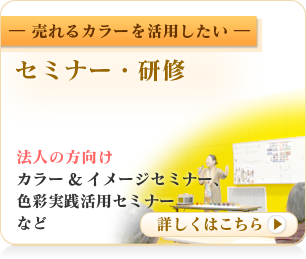 ― 売れるカラーを活用したい ―
セミナー・研修
法人の方向け
カラー & イメージセミナー
色彩実践活用セミナー
など
詳しくはこちら